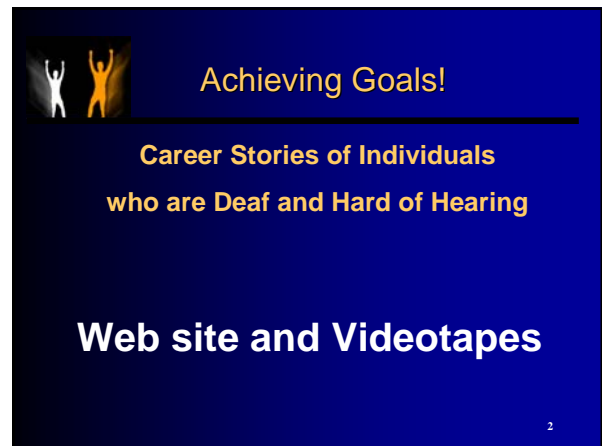 Achieving Goals!
Career Stories of Individuals
who are Deaf and Hard of Hearing
Web site and Videotapes
2